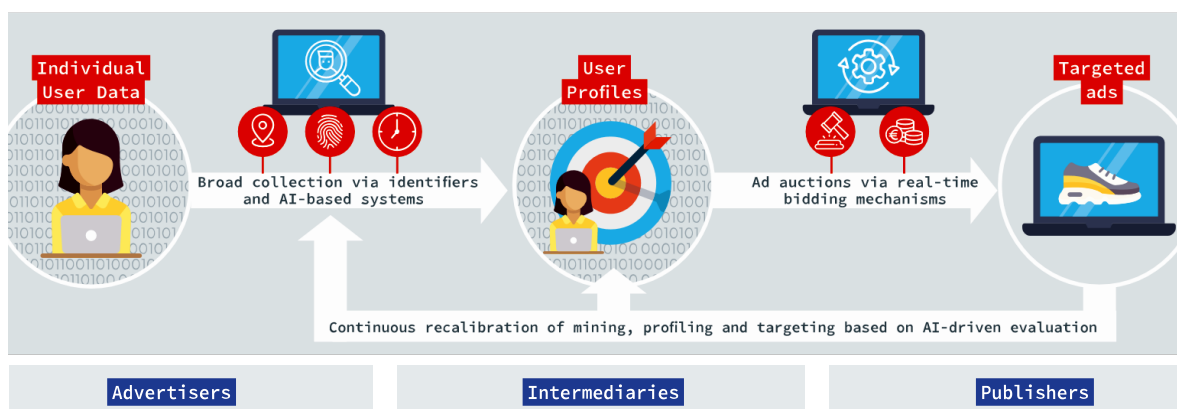 Individual
User Data
User
Profiles
Targeted
ads
Broad collection via identifiers
and AI-based systems
Ad auctions via real-time
bidding mechanisms
Continuous recalibration of mining, profiling and targeting based on AI-driven evaluation
Advertisers
Intermediaries
Publishers